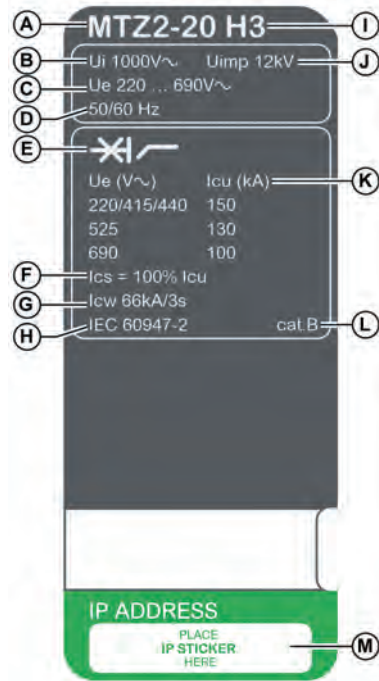 A MTZ2-20 H3 I
B Ui 1000V∿ Uimp 12kV J
C Ue 220 ... 690V∿
D 50/60 Hz
E
Ue (V∿) Icu (kA) K
220/415/440 150
525 130
690 100
F Ics = 100% Icu
G Icw 66kA/3s
H IEC 60947-2 cat.B L
IP ADDRESS
PLACE
IP STICKER M
HERE